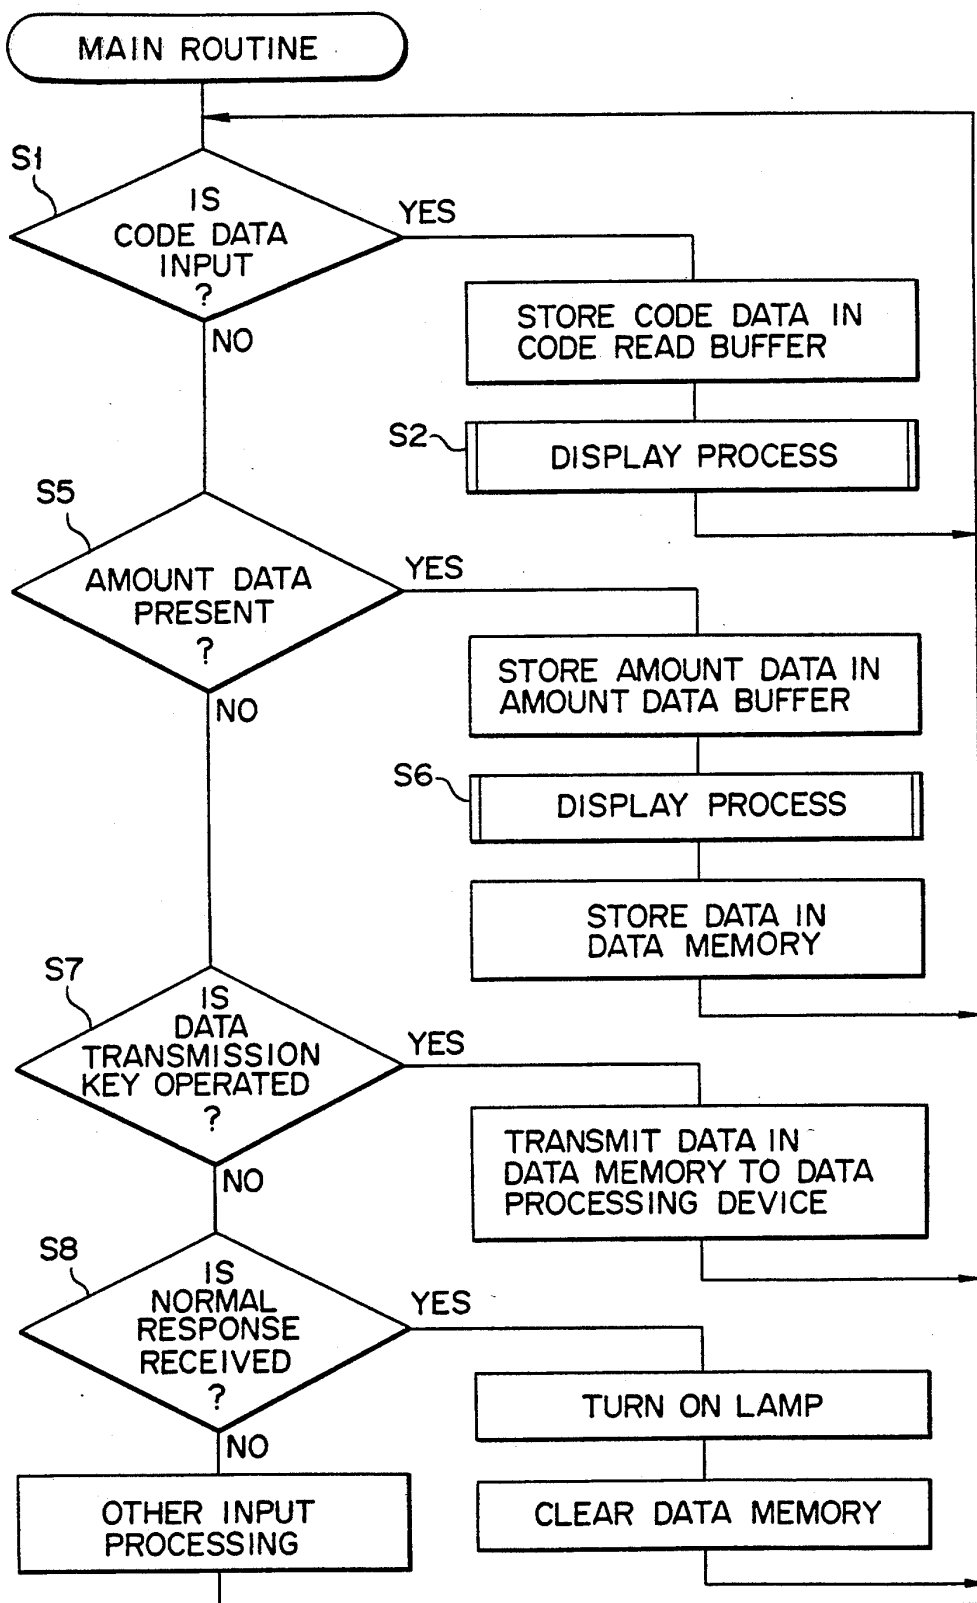 MAIN ROUTINE
S1
IS
CODE DATA
INPUT
?
YES
NO
STORE CODE DATA IN
CODE READ BUFFER
S2
DISPLAY PROCESS
S5
AMOUNT DATA
PRESENT
?
YES
NO
STORE AMOUNT DATA IN
AMOUNT DATA BUFFER
S6
DISPLAY PROCESS
STORE DATA IN
DATA MEMORY
S7
IS
DATA
TRANSMISSION
KEY OPERATED
?
YES
NO
TRANSMIT DATA IN
DATA MEMORY TO DATA
PROCESSING DEVICE
S8
IS
NORMAL
RESPONSE
RECEIVED
?
YES
NO
TURN ON LAMP
CLEAR DATA MEMORY
OTHER INPUT
PROCESSING